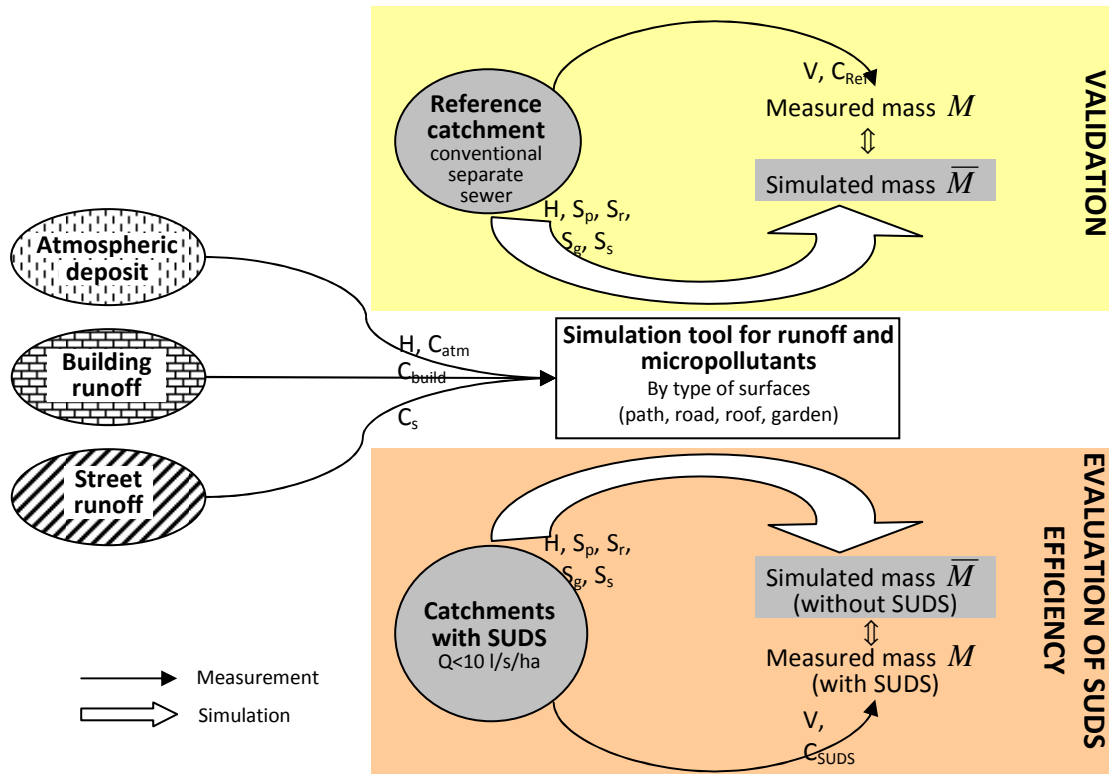 VALIDATION
V, C_Ref
Reference
catchment
conventional
separate
sewer
Measured mass M
⇕
Simulated mass M̅
H, S_p, S_r,
S_g, S_s
Atmospheric
deposit
Building
runoff
Street
runoff
H, C_atm
C_build
C_s
Simulation tool for runoff and
micropollutants
By type of surfaces
(path, road, roof, garden)
EVALUATION OF SUDS
EFFICIENCY
H, S_p, S_r,
S_g, S_s
Catchments
with SUDS
Q<10 l/s/ha
Simulated mass M̅
(without SUDS)
⇕
Measured mass M
(with SUDS)
V,
C_SUDS
Measurement
Simulation